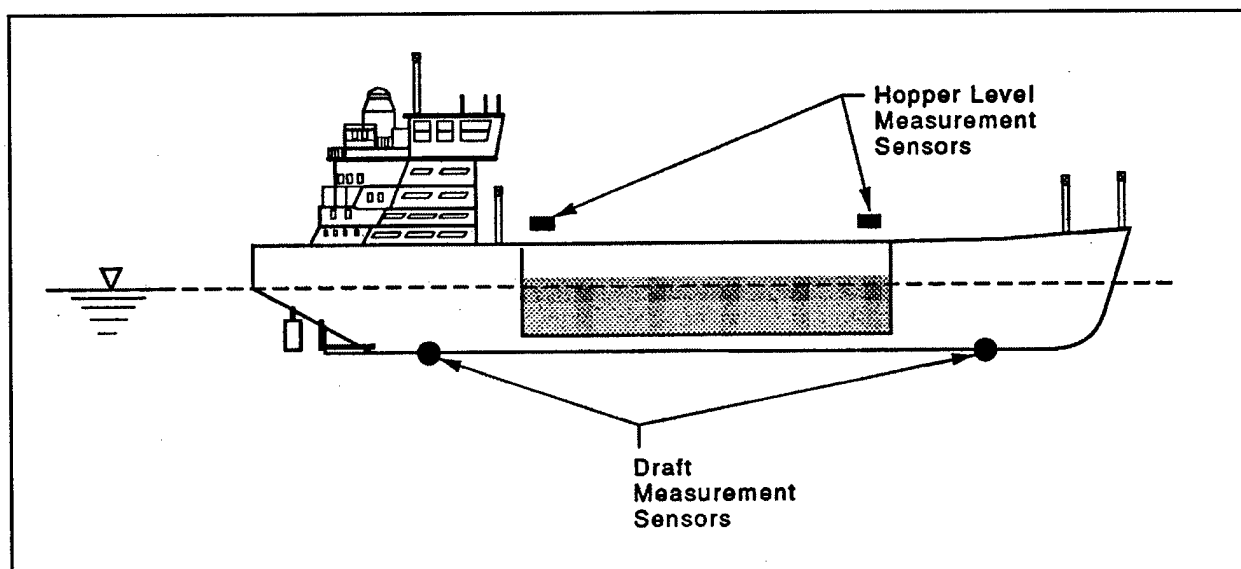 Hopper Level
Measurement
Sensors
Draft
Measurement
Sensors